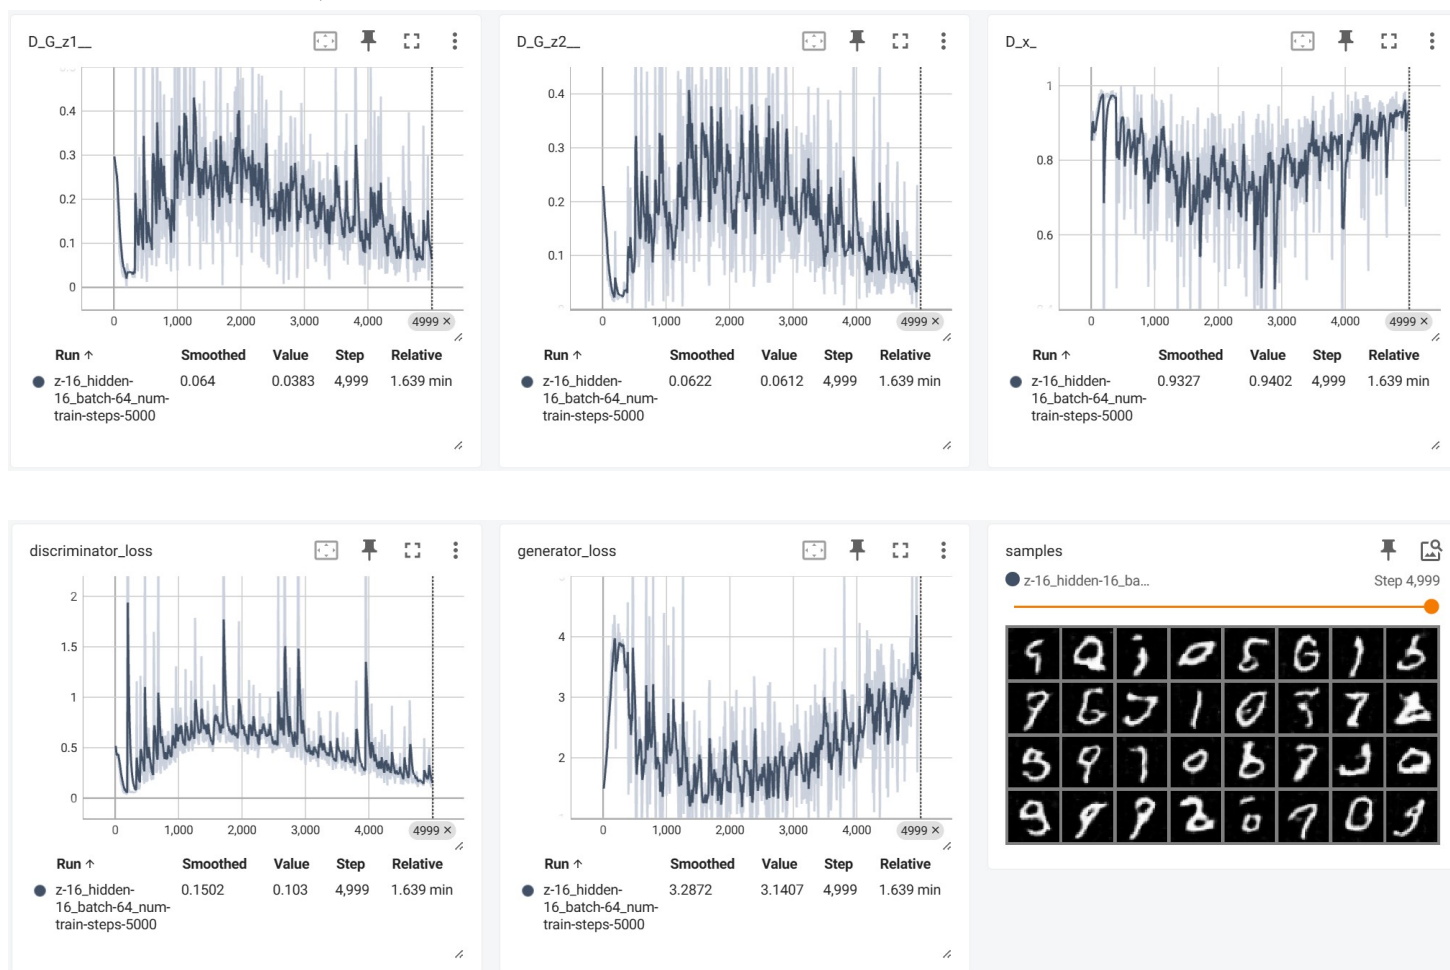 D_G_z1__
0.4
0.3
0.2
0.1
0
0 1,000 2,000 3,000 4,000 4999 ×
Run ↑ Smoothed Value Step Relative
z-16_hidden- 0.064 0.0383 4,999 1.639 min
16_batch-64_num-
train-steps-5000
D_G_z2__
0.4
0.3
0.2
0.1
0 1,000 2,000 3,000 4,000 4999 ×
Run ↑ Smoothed Value Step Relative
z-16_hidden- 0.0622 0.0612 4,999 1.639 min
16_batch-64_num-
train-steps-5000
D_x_
1
0.8
0.6
0 1,000 2,000 3,000 4,000 4999 ×
Run ↑ Smoothed Value Step Relative
z-16_hidden- 0.9327 0.9402 4,999 1.639 min
16_batch-64_num-
train-steps-5000
discriminator_loss
2
1.5
1
0.5
0
0 1,000 2,000 3,000 4,000 4999 ×
Run ↑ Smoothed Value Step Relative
z-16_hidden- 0.1502 0.103 4,999 1.639 min
16_batch-64_num-
train-steps-5000
generator_loss
4
3
2
0 1,000 2,000 3,000 4,000 4999 ×
Run ↑ Smoothed Value Step Relative
z-16_hidden- 3.2872 3.1407 4,999 1.639 min
16_batch-64_num-
train-steps-5000
samples
z-16_hidden-16_ba... Step 4,999